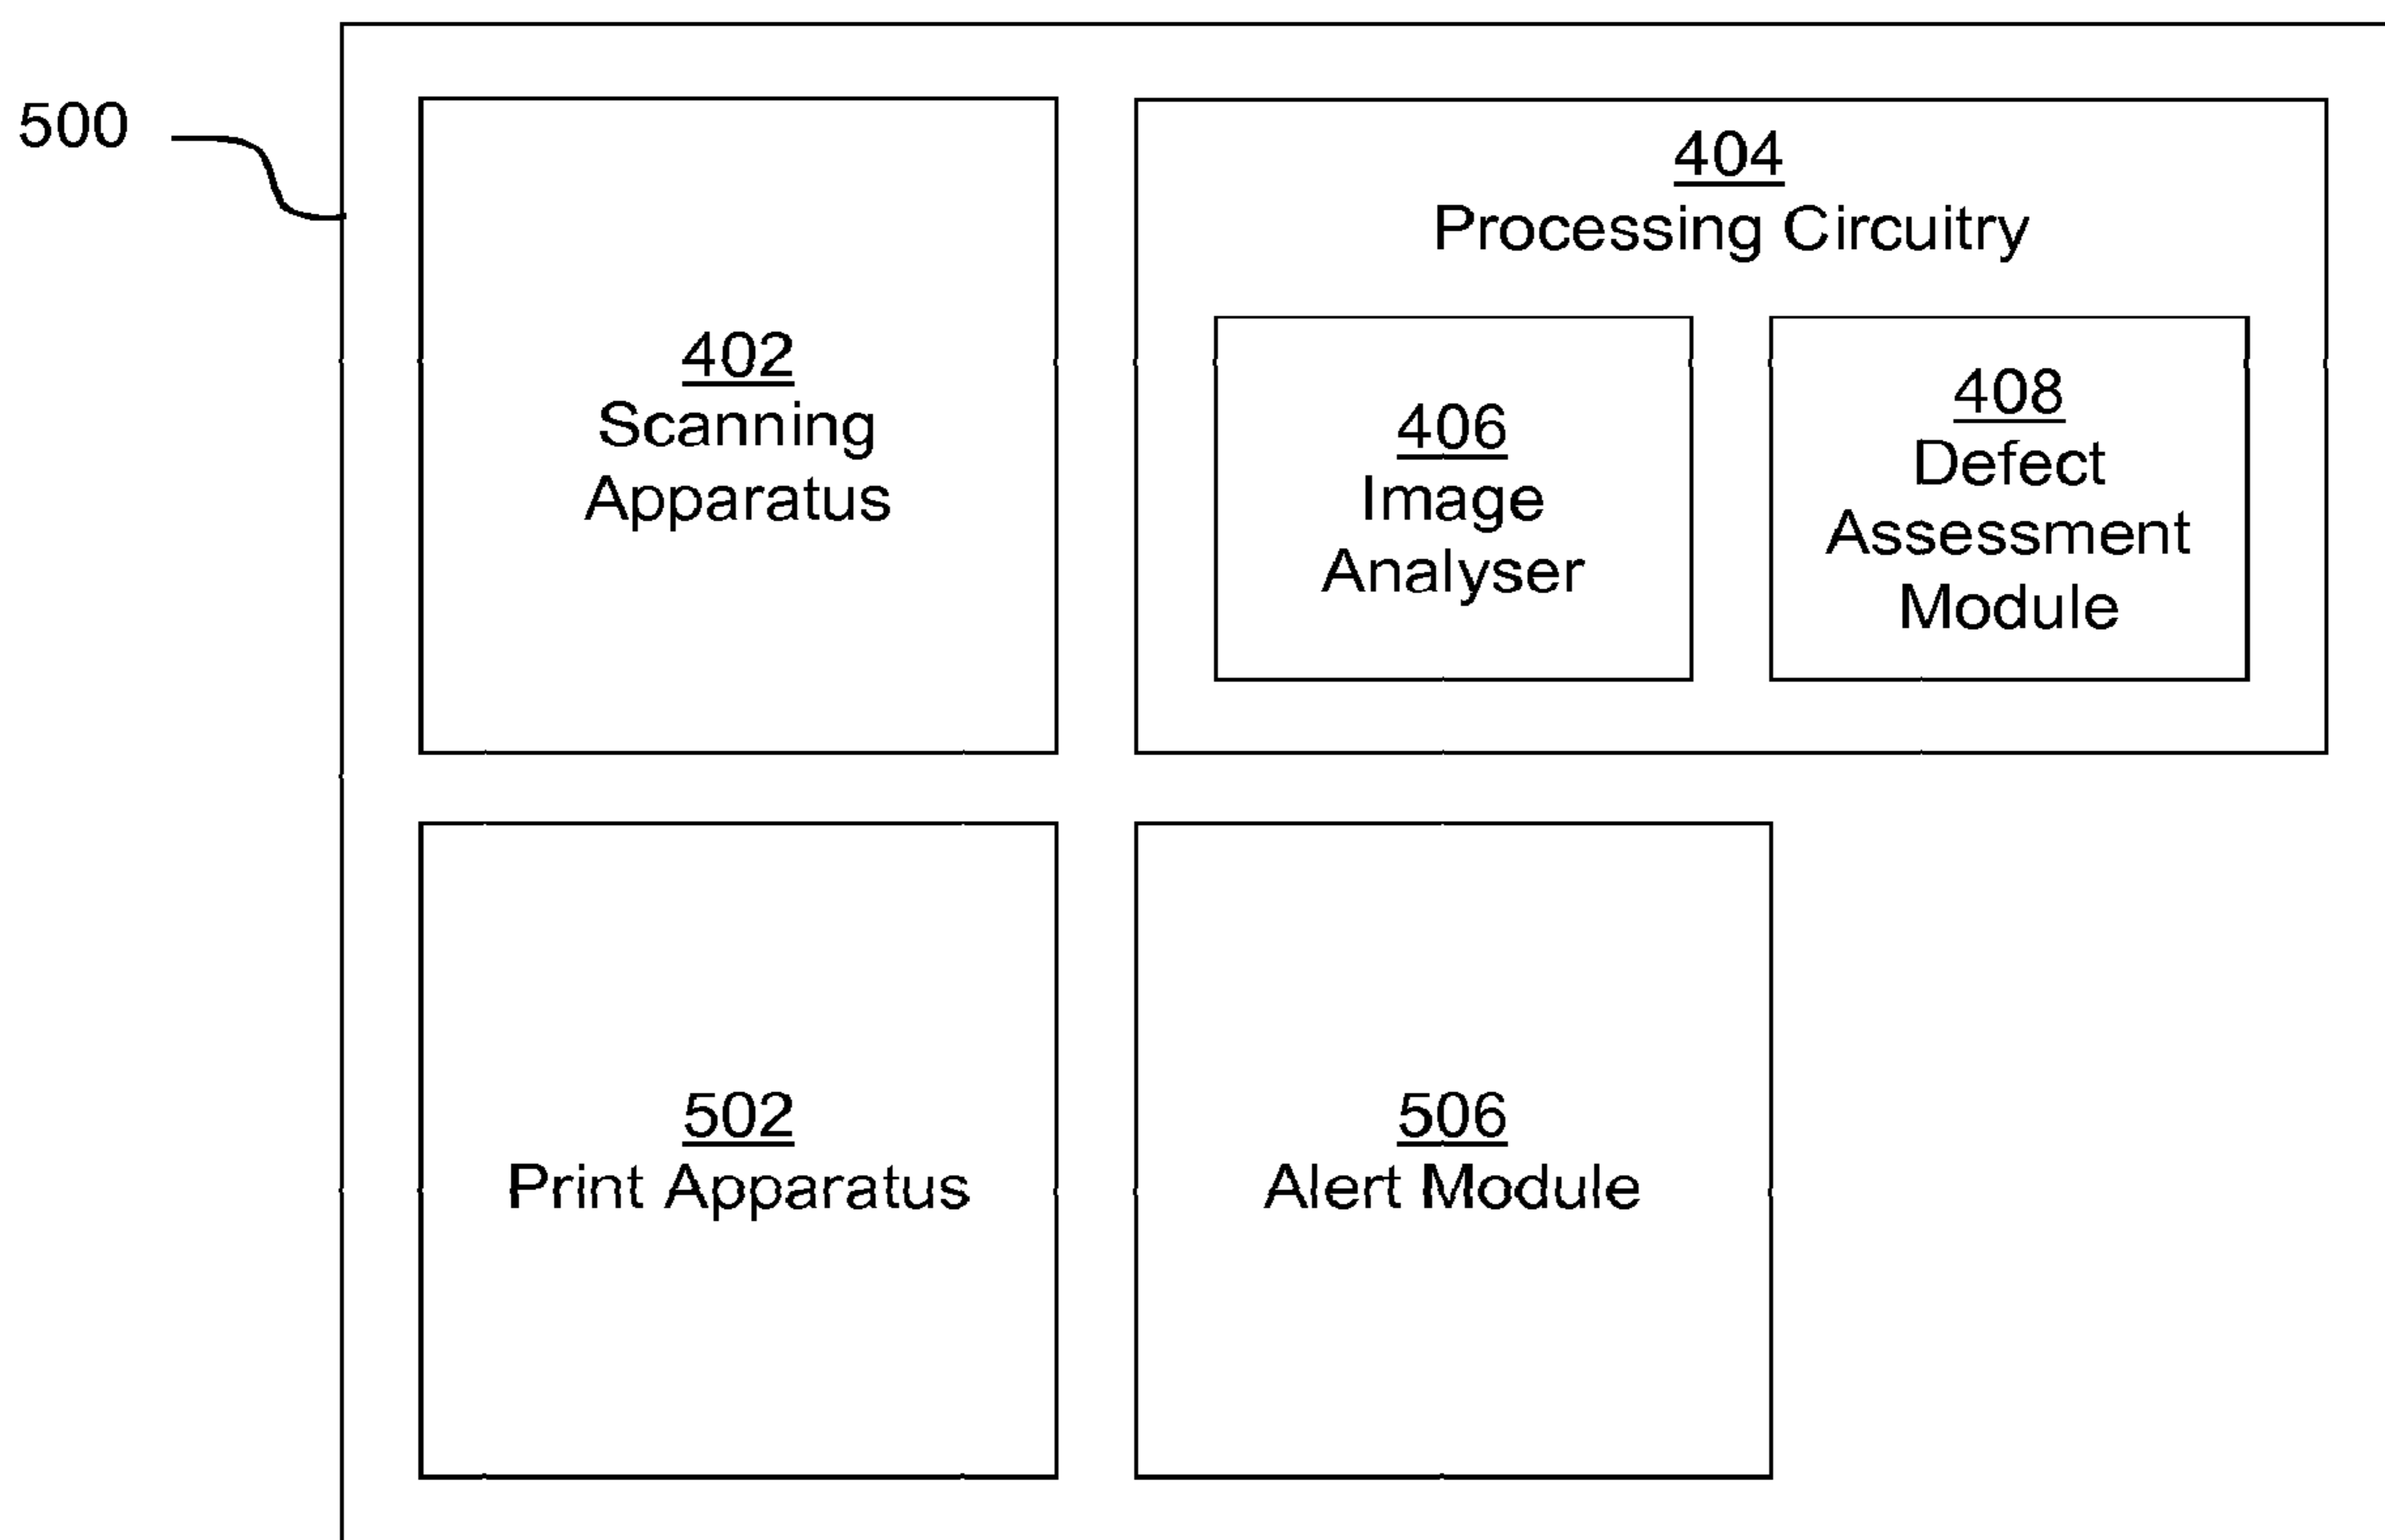 500
402
Scanning
Apparatus
404
Processing Circuitry
406
Image
Analyser
408
Defect
Assessment
Module
502
Print Apparatus
506
Alert Module